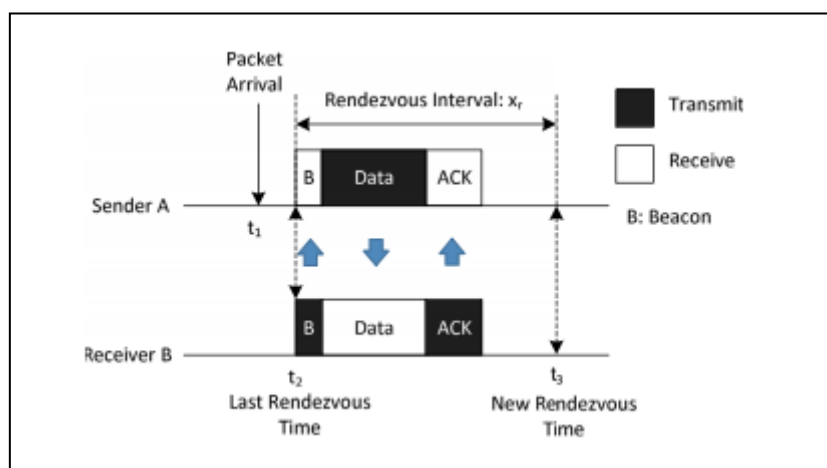 Packet
Arrival
Rendezvous Interval: xᵣ
Transmit
Receive
B Data ACK
Sender A
t₁
B: Beacon
B Data ACK
Receiver B
t₂
Last Rendezvous
Time
t₃
New Rendezvous
Time